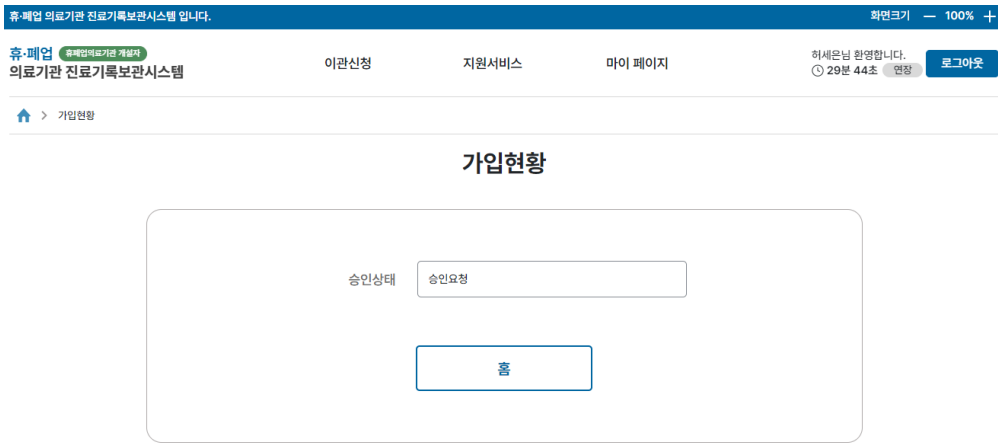 휴·폐업 의료기관 진료기록보관시스템 입니다.
화면크기 — 100% +
휴·폐업 휴폐업의료기관 개설자
의료기관 진료기록보관시스템
이관신청 지원서비스 마이 페이지
허세은님 환영합니다.
29분 44초 연장
로그아웃
> 가입현황
가입현황
승인상태 승인요청
홈